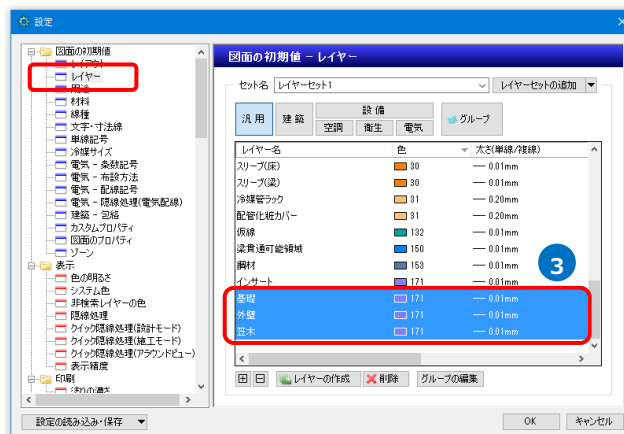 設定
図面の初期値
レイアウト
レイヤー
用途
材料
線種
文字・寸法線
単線記号
冷媒サイズ
電気 - 条数記号
電気 - 布設方法
電気 - 配線記号
電気 - 隠線処理(電気配線)
建築 - 包絡
カスタムプロパティ
図面のプロパティ
ゾーン
表示
色の明るさ
システム色
非検索レイヤーの色
隠線処理
クイック隠線処理(設計モード)
クイック隠線処理(施工モード)
クイック隠線処理(アラウンドビュー)
表示精度
印刷
設定の読み込み・保存
図面の初期値 - レイヤー
セット名 レイヤーセット1 レイヤーセットの追加
汎用 建築 設備 グループ
空調 衛生 電気
レイヤー名 色 太さ(単線/複線)
スリーブ(床) 30 0.01mm
スリーブ(梁) 30 0.01mm
冷媒管ラック 31 0.20mm
配管化粧カバー 31 0.20mm
仮線 132 0.01mm
梁貫通可能領域 150 0.01mm
鋼材 153 0.01mm
インサート 171 0.01mm
基礎 171 0.01mm
外壁 171 0.01mm
笠木 171 0.01mm
3
レイヤーの作成 削除 グループの編集
OK キャンセル